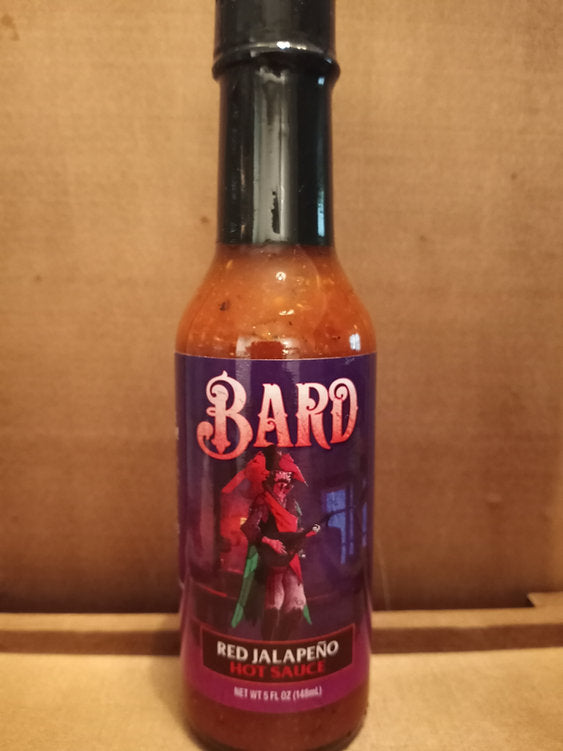 BARD
RED JALAPEÑO
HOT SAUCE
NET WT 5 FL OZ (148mL)